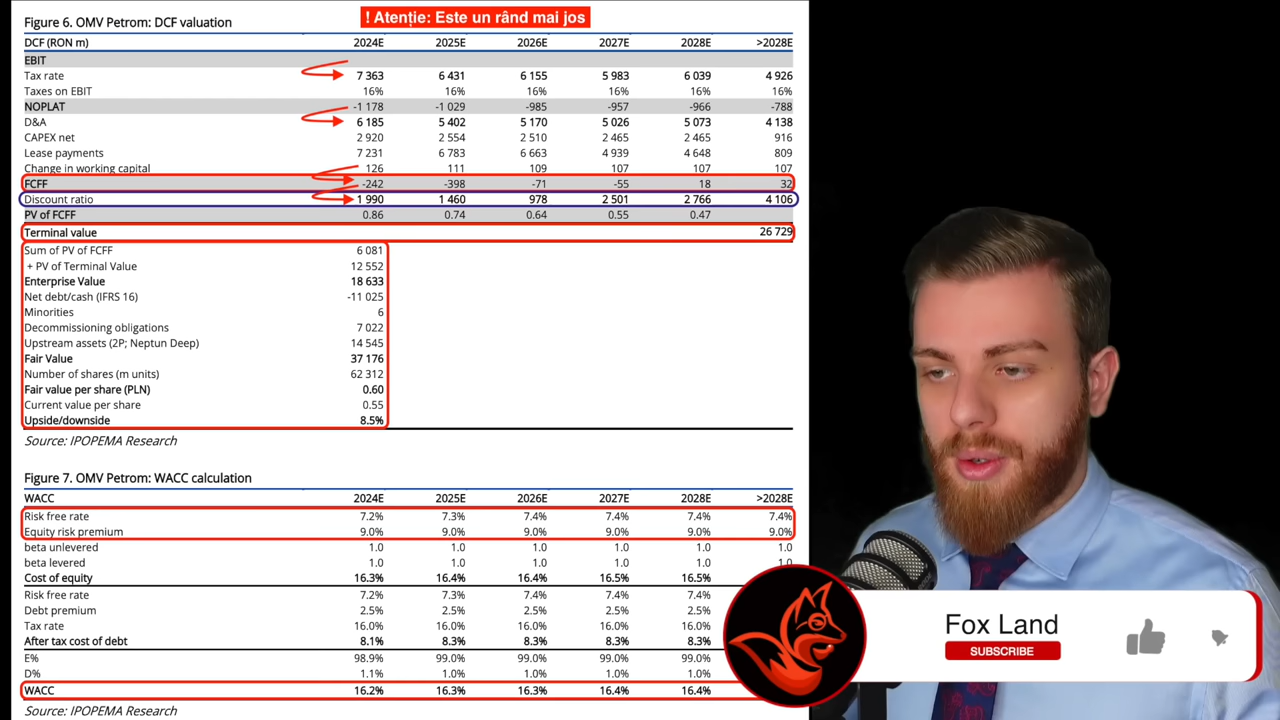 ! Atenție: Este un rând mai jos
Figure 6. OMV Petrom: DCF valuation
DCF (RON m) 2024E 2025E 2026E 2027E 2028E >2028E
EBIT
Tax rate 7 363 6 431 6 155 5 983 6 039 4 926
Taxes on EBIT 16% 16% 16% 16% 16% 16%
NOPLAT -1 178 -1 029 -985 -957 -966 -788
D&A 6 185 5 402 5 170 5 026 5 073 4 138
CAPEX net 2 920 2 554 2 510 2 465 2 465 916
Lease payments 7 231 6 783 6 663 4 939 4 648 809
Change in working capital 126 111 109 107 107 107
FCFF -242 -398 -71 -55 18 32
Discount ratio 1 990 1 460 978 2 501 2 766 4 106
PV of FCFF 0.86 0.74 0.64 0.55 0.47
Terminal value 26 729
Sum of PV of FCFF 6 081
+ PV of Terminal Value 12 552
Enterprise Value 18 633
Net debt/cash (IFRS 16) -11 025
Minorities 6
Decommissioning obligations 7 022
Upstream assets (2P; Neptun Deep) 14 545
Fair Value 37 176
Number of shares (m units) 62 312
Fair value per share (PLN) 0.60
Current value per share 0.55
Upside/downside 8.5%
Source: IPOPEMA Research
Figure 7. OMV Petrom: WACC calculation
WACC 2024E 2025E 2026E 2027E 2028E >2028E
Risk free rate 7.2% 7.3% 7.4% 7.4% 7.4% 7.4%
Equity risk premium 9.0% 9.0% 9.0% 9.0% 9.0% 9.0%
beta unlevered 1.0 1.0 1.0 1.0 1.0 1.0
beta levered 1.0 1.0 1.0 1.0 1.0 1.0
Cost of equity 16.3% 16.4% 16.4% 16.5% 16.5%
Risk free rate 7.2% 7.3% 7.4% 7.4% 7.4%
Debt premium 2.5% 2.5% 2.5% 2.5% 2.5%
Tax rate 16.0% 16.0% 16.0% 16.0% 16.0%
After tax cost of debt 8.1% 8.3% 8.3% 8.3% 8.3%
E% 98.9% 99.0% 99.0% 99.0% 99.0%
D% 1.1% 1.0% 1.0% 1.0% 1.0%
WACC 16.2% 16.3% 16.3% 16.4% 16.4%
Source: IPOPEMA Research
Fox Land
SUBSCRIBE